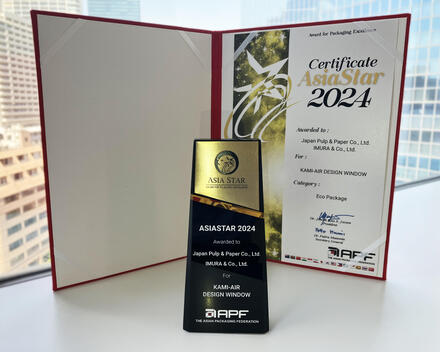 Award for Packaging Excellence
Certificate
AsiaStar
2024
Awarded to :
Japan Pulp & Paper Co., Ltd.
IMURA & Co., Ltd.
For :
KAMI-AIR DESIGN WINDOW
Category :
Eco Package
Secretary General
APF
ASIA STAR
ASIASTAR 2024
Awarded to
Japan Pulp & Paper Co., Ltd.
IMURA & Co., Ltd.
For
KAMI-AIR
DESIGN WINDOW
APF
THE ASIAN PACKAGING FEDERATION